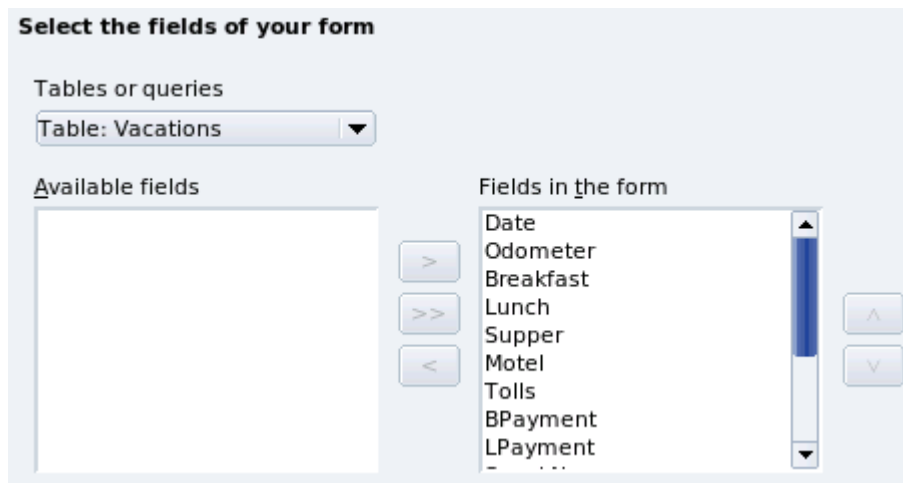 Select the fields of your form
Tables or queries
Table: Vacations
Available fields
Fields in the form
Date
Odometer
Breakfast
Lunch
Supper
Motel
Tolls
BPayment
LPayment
>
>>
<
^
v